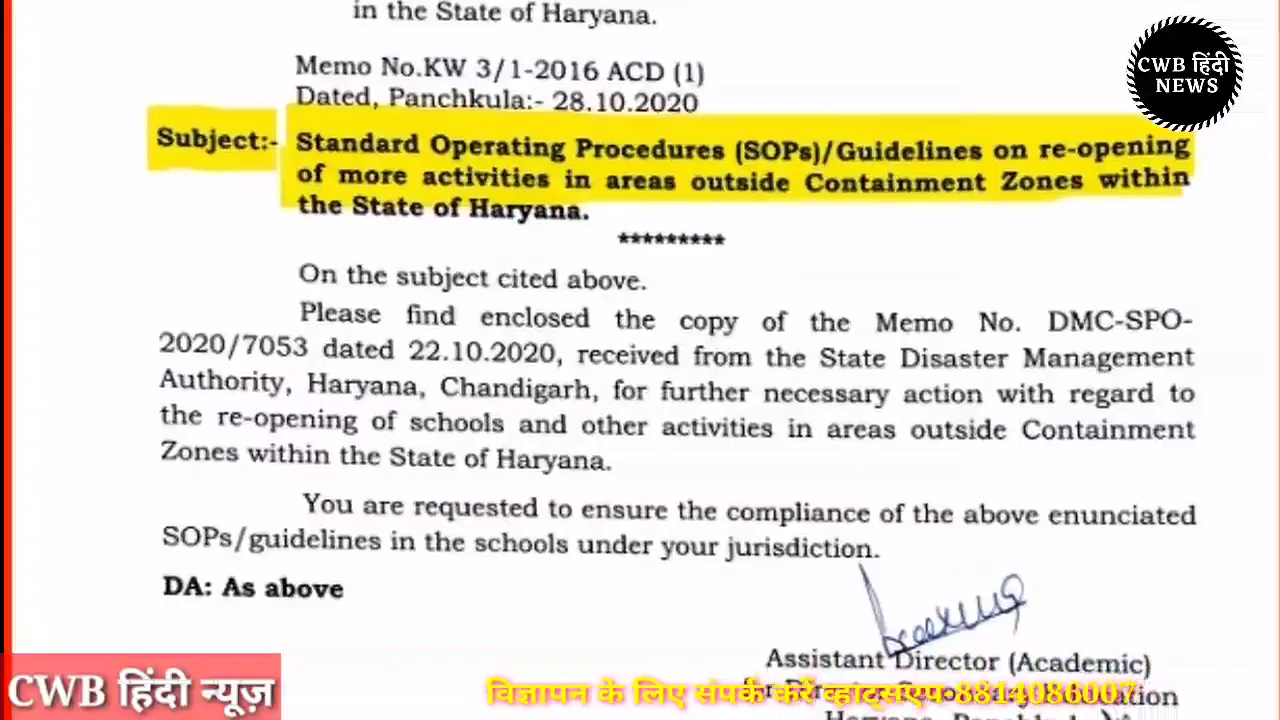 in the State of Haryana.
CWB हिंदी
NEWS
Memo No.KW 3/1-2016 ACD (1)
Dated, Panchkula:- 28.10.2020
Subject:- Standard Operating Procedures (SOPs)/Guidelines on re-opening
of more activities in areas outside Containment Zones within
the State of Haryana.
*********
On the subject cited above.
Please find enclosed the copy of the Memo No. DMC-SPO-
2020/7053 dated 22.10.2020, received from the State Disaster Management
Authority, Haryana, Chandigarh, for further necessary action with regard to
the re-opening of schools and other activities in areas outside Containment
Zones within the State of Haryana.
You are requested to ensure the compliance of the above enunciated
SOPs/guidelines in the schools under your jurisdiction.
DA: As above
Assistant Director (Academic)
CWB हिंदी न्यूज़
विज्ञापन के लिए संपर्क करें व्हाट्सएप-8814086007